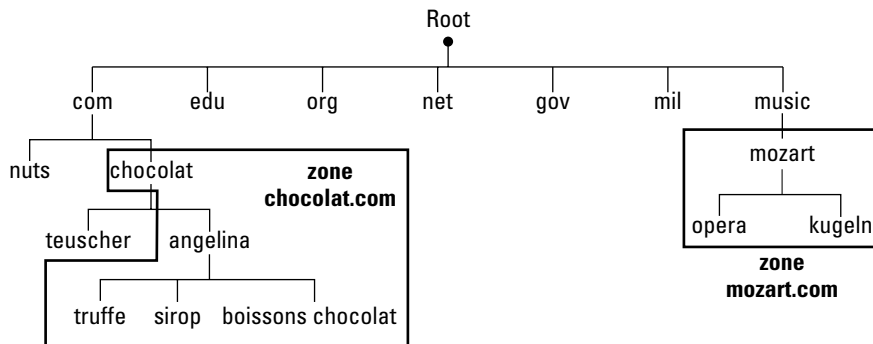 Root
com edu org net gov mil music
nuts chocolat zone chocolat.com mozart
teuscher angelina opera kugeln
zone
mozart.com
truffe sirop boissons chocolat